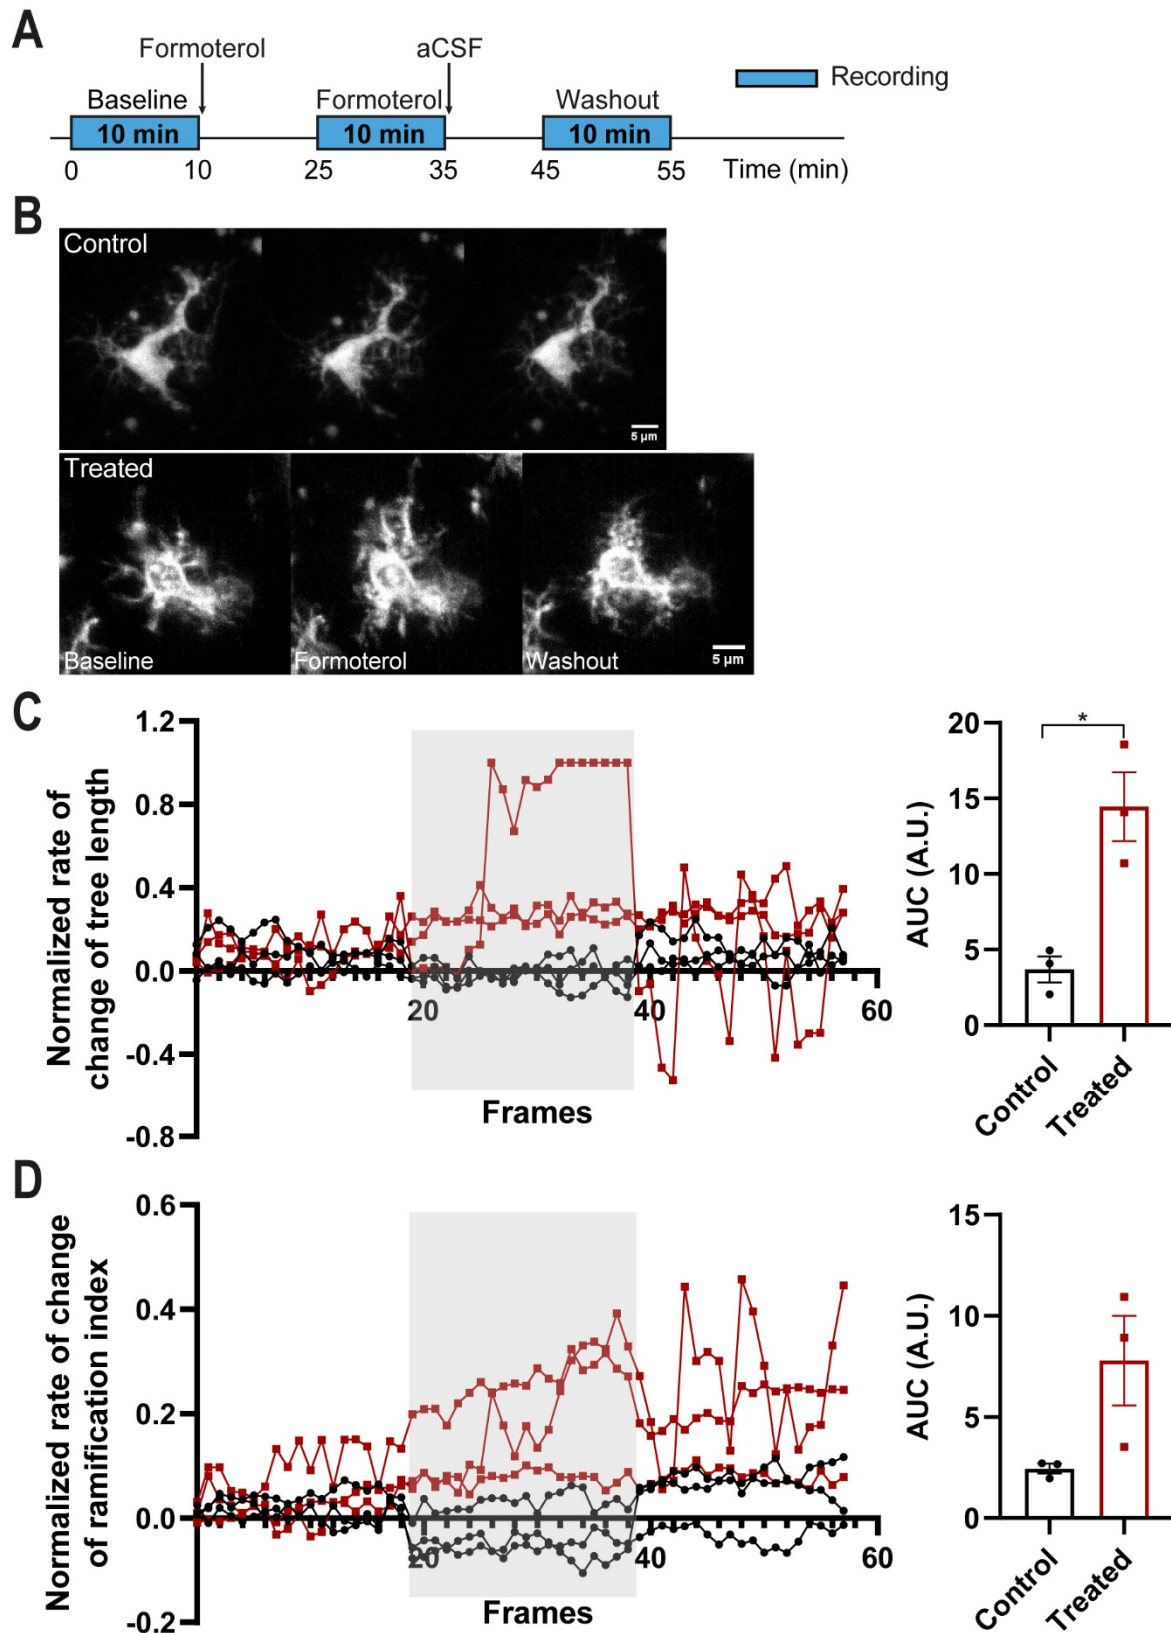 A
Formoterol
aCSF
Baseline
Formoterol
Washout
Recording
10 min
10 min
10 min
0
10
25
35
45
55
Time (min)
B
Control
5 µm
Treated
Baseline
Formoterol
Washout
5 µm
C
Normalized rate of
change of tree length
1.2
0.8
0.4
0.0
-0.4
-0.8
20
40
60
Frames
AUC (A.U.)
20
15
10
5
0
*
Control
Treated
D
Normalized rate of change
of ramification index
0.6
0.4
0.2
0.0
-0.2
20
40
60
Frames
AUC (A.U.)
15
10
5
0
Control
Treated